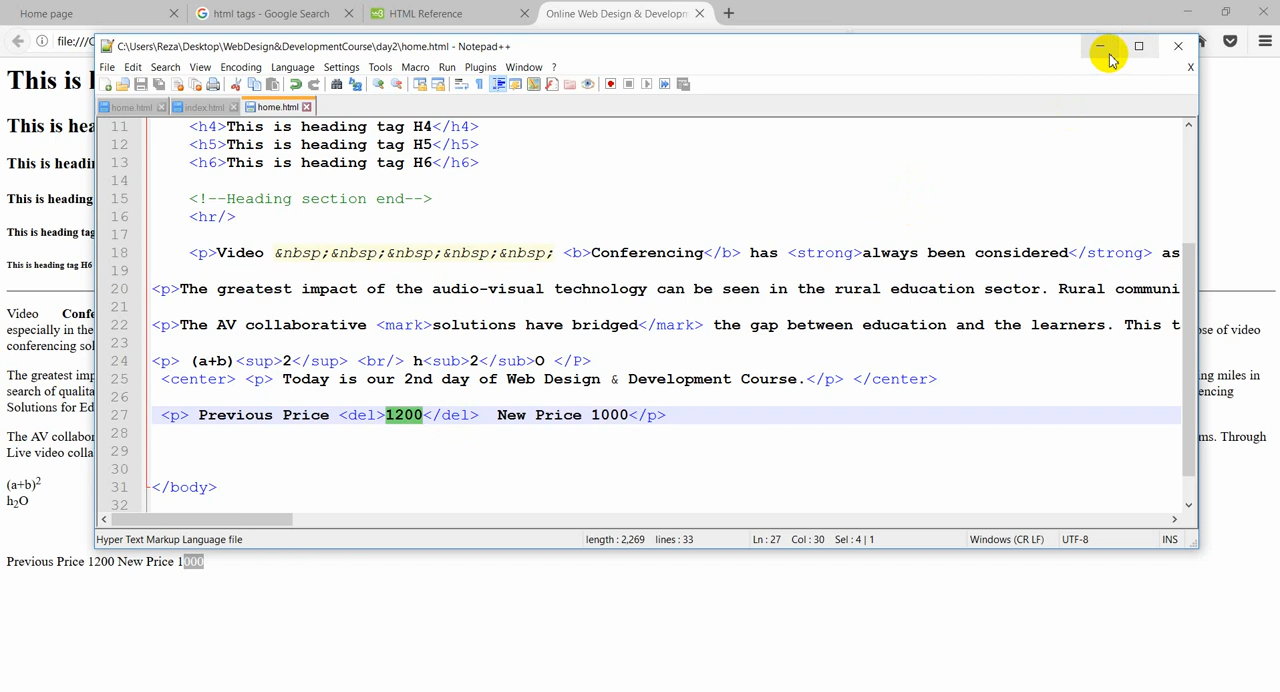 Home page
html tags - Google Search
HTML Reference
Online Web Design & Developm
file:///C
C:\Users\Reza\Desktop\WebDesign&DevelopmentCourse\day2\home.html - Notepad++
File Edit Search View Encoding Language Settings Tools Macro Run Plugins Window ? X
home.html index.html home.html
11 <h4>This is heading tag H4</h4>
12 <h5>This is heading tag H5</h5>
13 <h6>This is heading tag H6</h6>
14
15 <!--Heading section end-->
16 <hr/>
17
18 <p>Video &nbsp;&nbsp;&nbsp;&nbsp;&nbsp; <b>Conferencing</b> has <strong>always been considered</strong> as
19
20 <p>The greatest impact of the audio-visual technology can be seen in the rural education sector. Rural communi
21
22 <p>The AV collaborative <mark>solutions have bridged</mark> the gap between education and the learners. This t
23
24 <p> (a+b)<sup>2</sup> <br/> h<sub>2</sub>O </P>
25 <center> <p> Today is our 2nd day of Web Design & Development Course.</p> </center>
26
27 <p> Previous Price <del>1200</del> New Price 1000</p>
28
29
30
31 </body>
32
Hyper Text Markup Language file length : 2,269 lines : 33 Ln : 27 Col : 30 Sel : 4 | 1 Windows (CR LF) UTF-8 INS
This is
This is hea
This is headin
This is heading
This is heading tag
This is heading tag H6
Video Confe
especially in the
conferencing sol
ose of video
The greatest imp
search of qualita
Solutions for Ed
ing miles in
encing
The AV collabor
Live video colla
ms. Through
(a+b)2
h2O
Previous Price 1200 New Price 1000